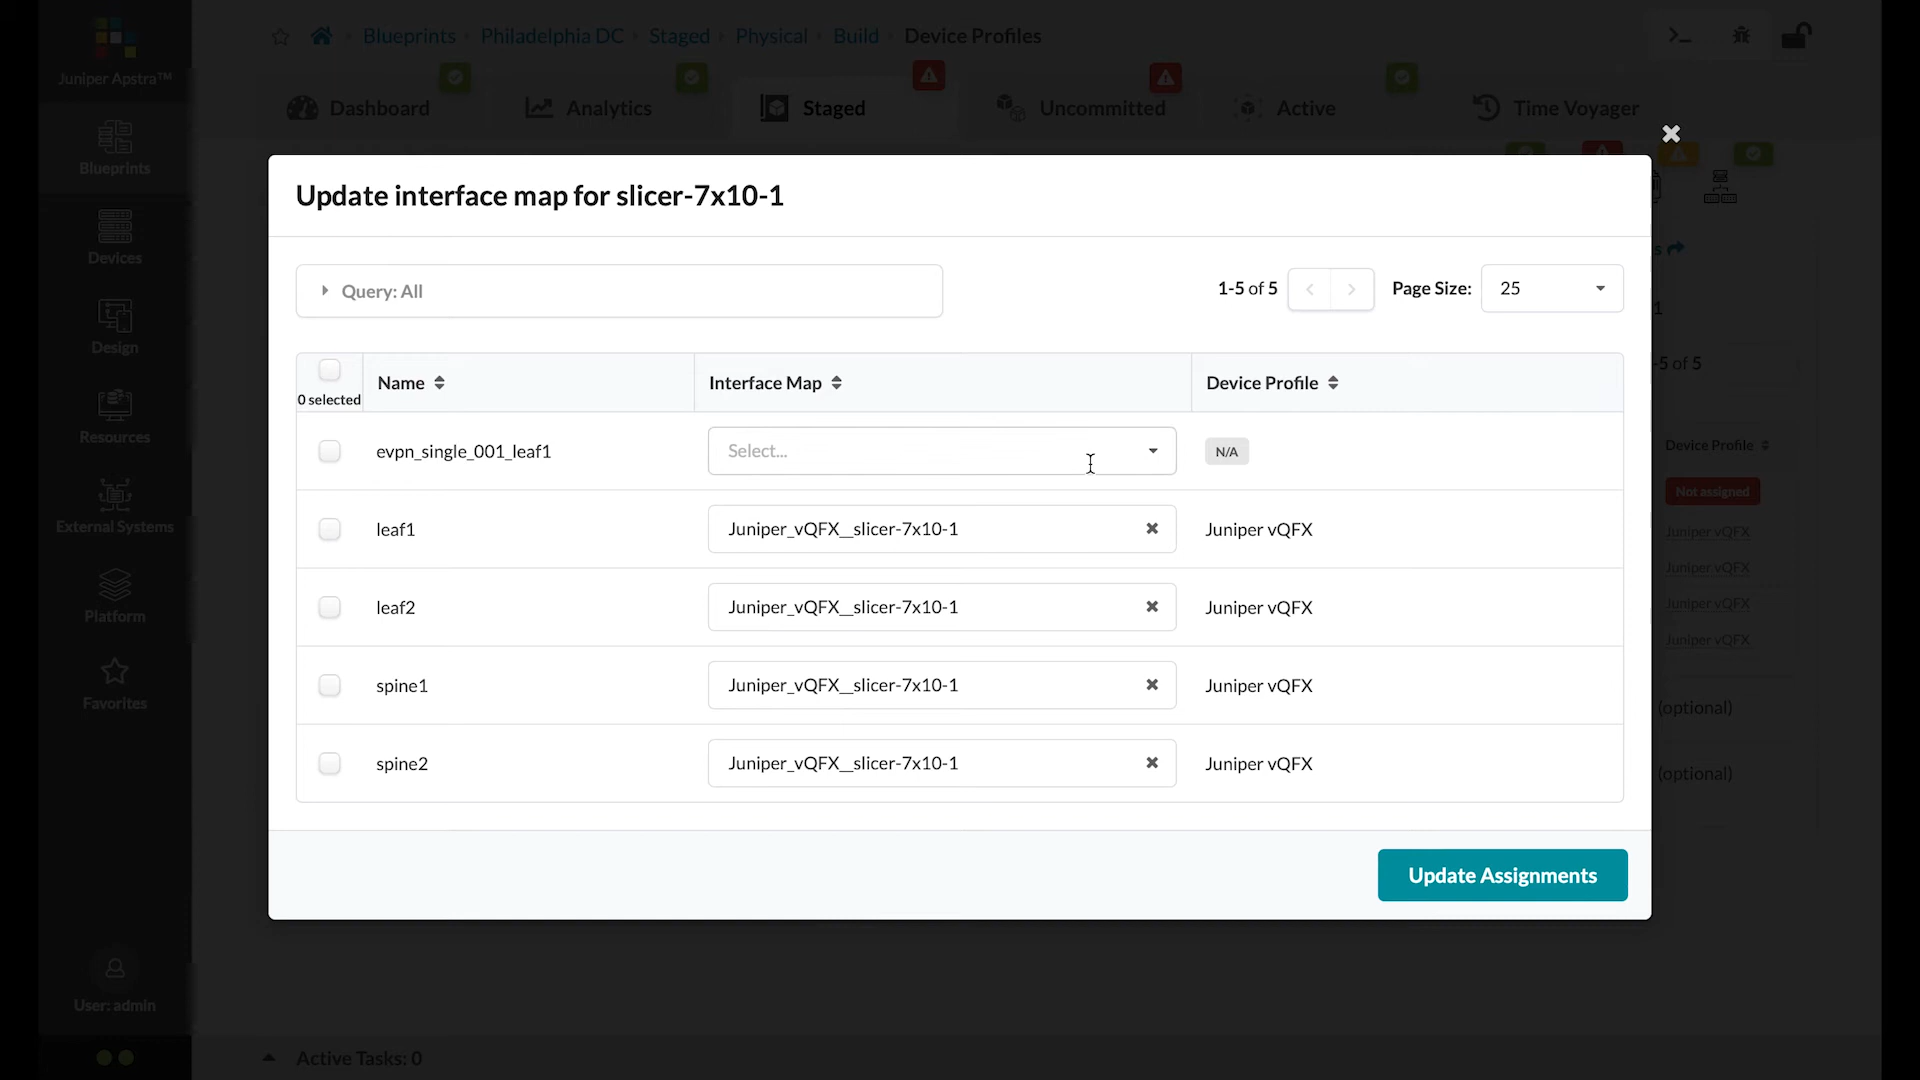 Juniper Apstra™
Blueprints
Devices
Design
Resources
External Systems
Platform
Favorites
User: admin
Blueprints
Philadelphia DC
Staged
Physical
Build
Device Profiles
Dashboard
Analytics
Staged
Uncommitted
Active
Time Voyager
Update interface map for slicer-7x10-1
Query: All
1-5 of 5
Page Size:
25
0 selected
Name
Interface Map
Device Profile
evpn_single_001_leaf1
Select...
N/A
leaf1
Juniper_vQFX__slicer-7x10-1
Juniper vQFX
leaf2
Juniper_vQFX__slicer-7x10-1
Juniper vQFX
spine1
Juniper_vQFX__slicer-7x10-1
Juniper vQFX
spine2
Juniper_vQFX__slicer-7x10-1
Juniper vQFX
Update Assignments
s
1
-5 of 5
Device Profile
Not assigned
Juniper vQFX
Juniper vQFX
Juniper vQFX
Juniper vQFX
(optional)
(optional)
Active Tasks: 0